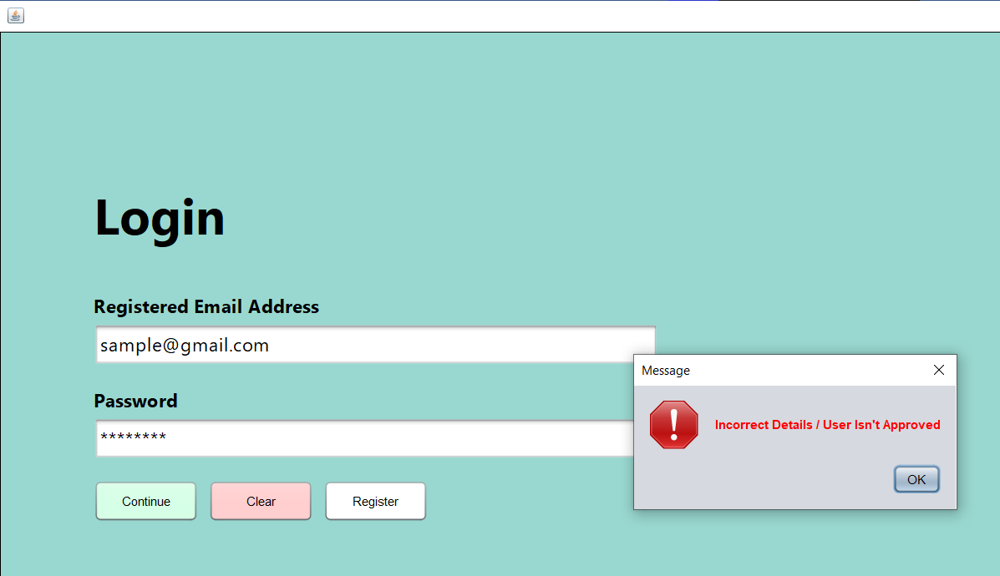 Login
Registered Email Address
sample@gmail.com
Password
********
Continue Clear Register
Message
Incorrect Details / User Isn't Approved
OK